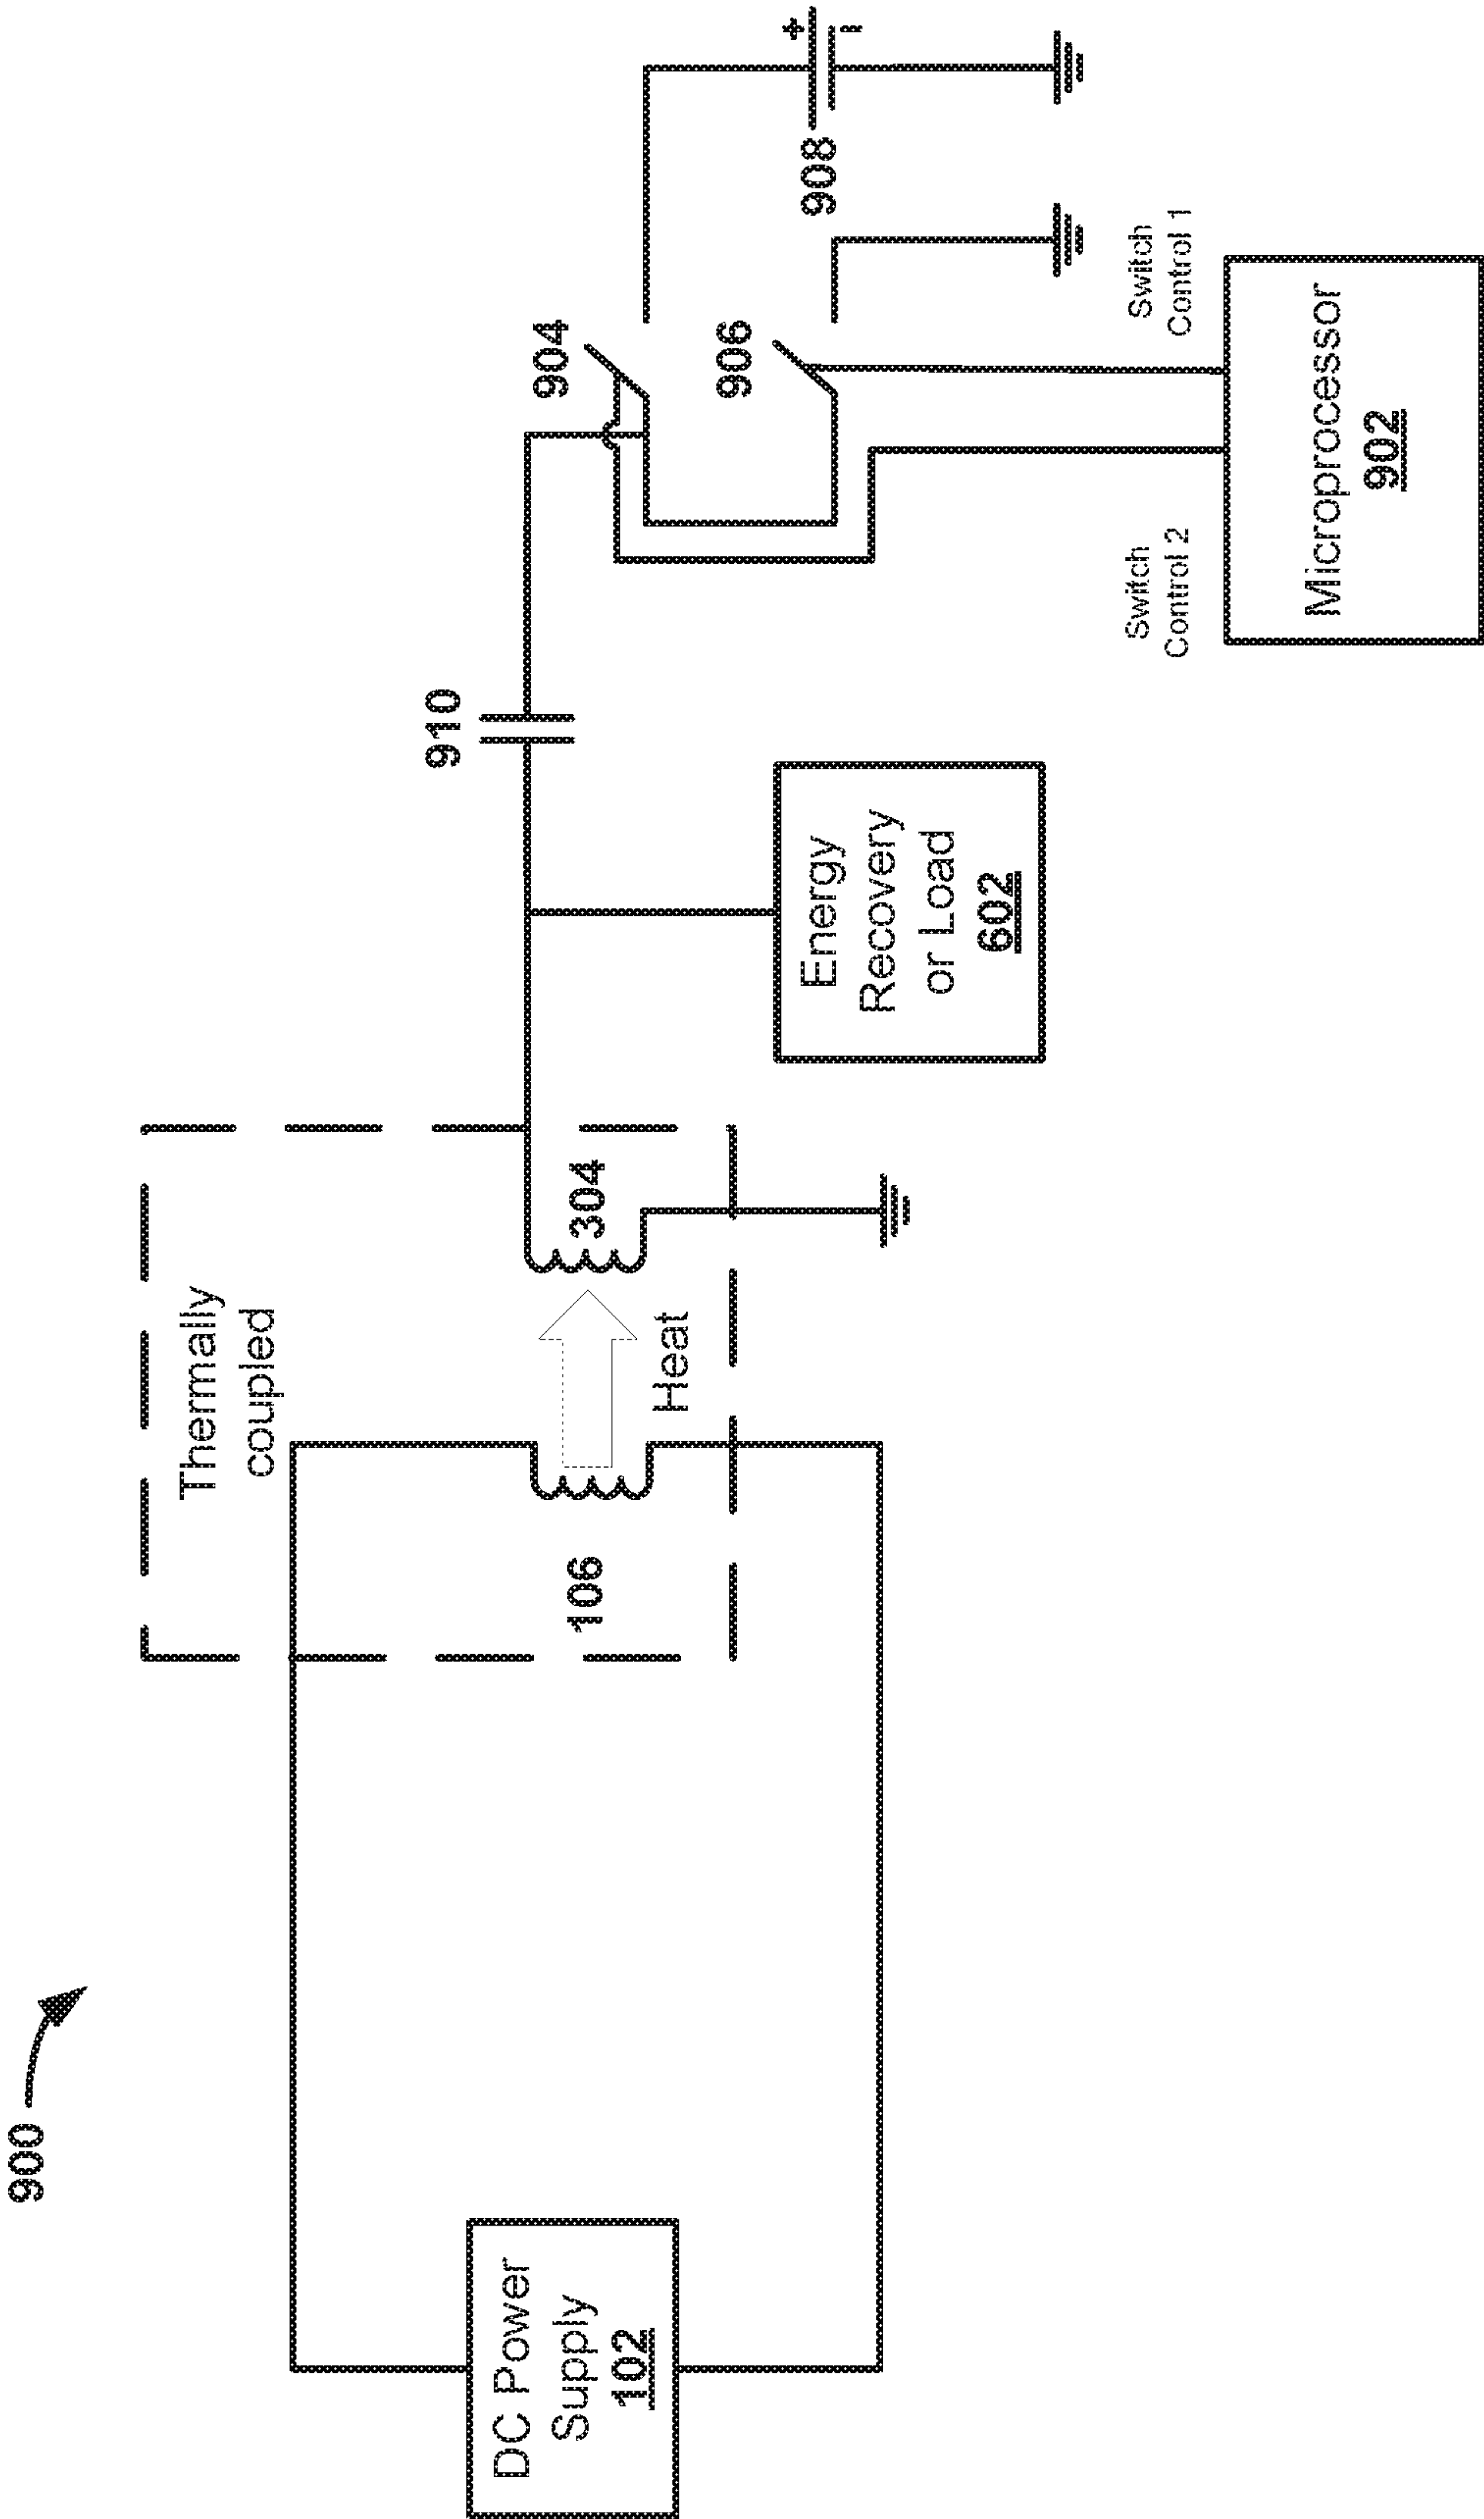 900
DC Power
Supply
102
Thermally
coupled
106
Heat
304
Energy
Recovery
or Load
602
910
904
906
908
+
-
Switch
Control 2
Switch
Control 1
Microprocessor
902